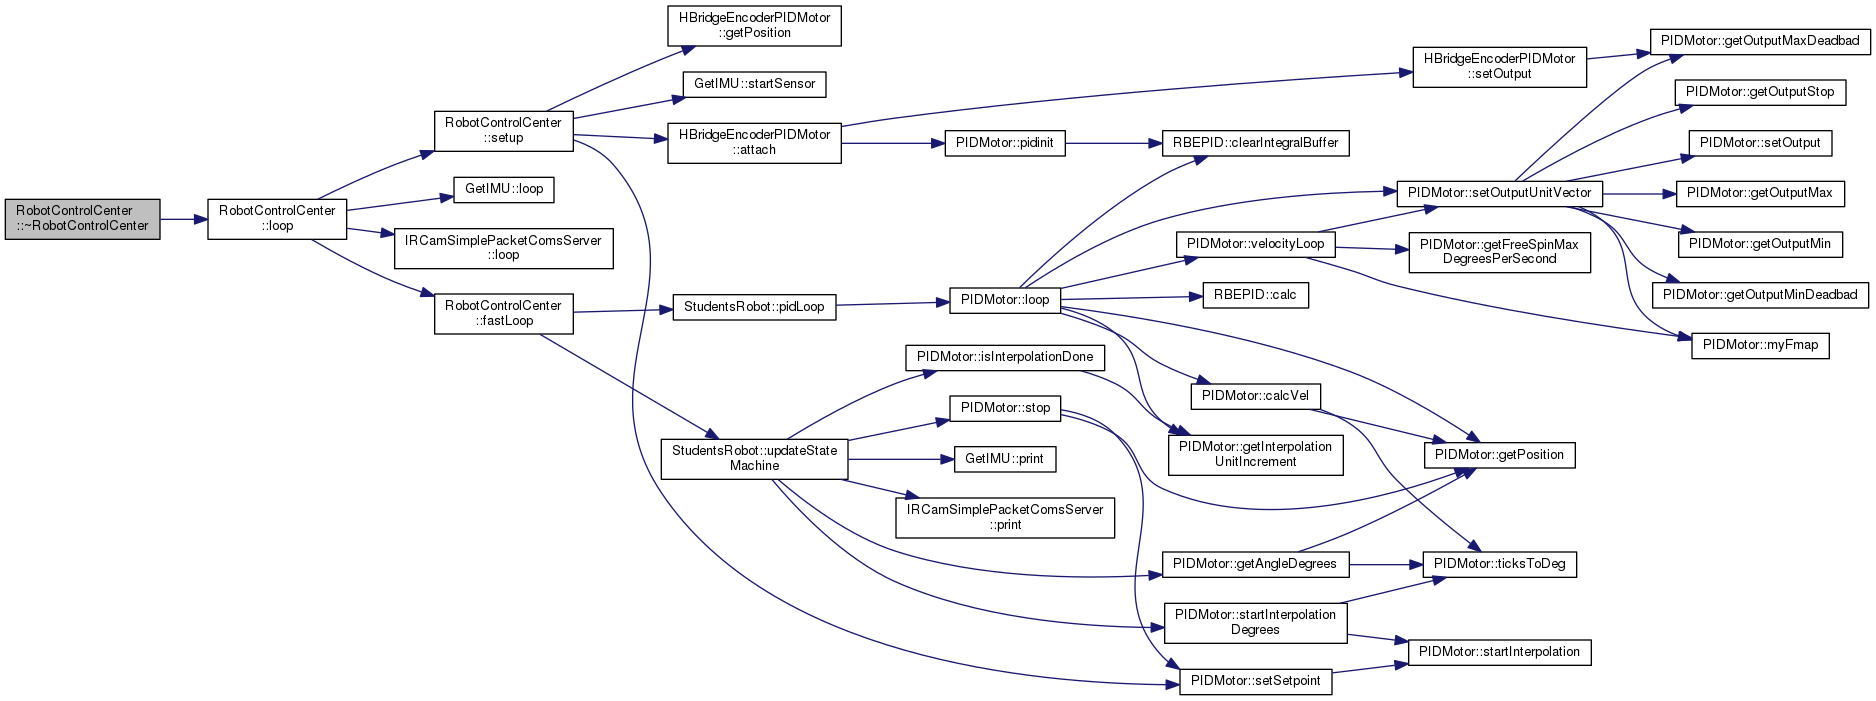 RobotControlCenter
::~RobotControlCenter
RobotControlCenter
::loop
RobotControlCenter
::setup
GetIMU::loop
IRCamSimplePacketComsServer
::loop
RobotControlCenter
::fastLoop
HBridgeEncoderPIDMotor
::getPosition
GetIMU::startSensor
HBridgeEncoderPIDMotor
::attach
StudentsRobot::pidLoop
StudentsRobot::updateState
Machine
PIDMotor::pidinit
PIDMotor::loop
PIDMotor::isInterpolationDone
PIDMotor::stop
GetIMU::print
IRCamSimplePacketComsServer
::print
RBEPID::clearIntegralBuffer
PIDMotor::velocityLoop
RBEPID::calc
PIDMotor::calcVel
PIDMotor::getInterpolation
UnitIncrement
PIDMotor::getAngleDegrees
PIDMotor::startInterpolation
Degrees
PIDMotor::setSetpoint
HBridgeEncoderPIDMotor
::setOutput
PIDMotor::setOutputUnitVector
PIDMotor::getFreeSpinMax
DegreesPerSecond
PIDMotor::getPosition
PIDMotor::ticksToDeg
PIDMotor::startInterpolation
PIDMotor::getOutputMaxDeadbad
PIDMotor::getOutputStop
PIDMotor::setOutput
PIDMotor::getOutputMax
PIDMotor::getOutputMin
PIDMotor::getOutputMinDeadbad
PIDMotor::myFmap